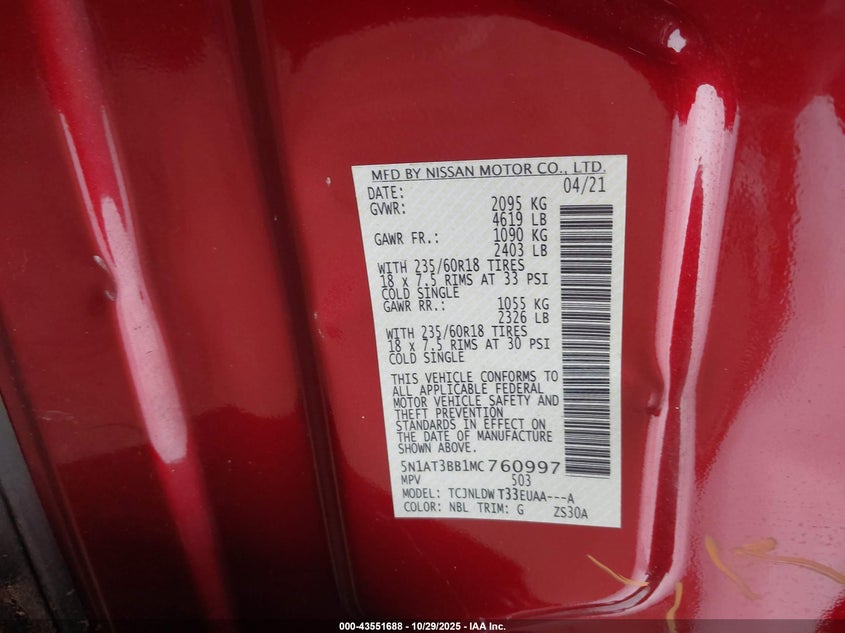 MFD BY NISSAN MOTOR CO., LTD.
DATE: 04/21
GVWR: 2095 KG
4619 LB
GAWR FR.: 1090 KG
2403 LB
WITH 235/60R18 TIRES
18 x 7.5 RIMS AT 33 PSI
COLD SINGLE
GAWR RR.: 1055 KG
2326 LB
WITH 235/60R18 TIRES
18 x 7.5 RIMS AT 30 PSI
COLD SINGLE
THIS VEHICLE CONFORMS TO
ALL APPLICABLE FEDERAL
MOTOR VEHICLE SAFETY AND
THEFT PREVENTION
STANDARDS IN EFFECT ON
THE DATE OF MANUFACTURE
SHOWN ABOVE.
5N1AT3BB1MC760997
MPV 503
MODEL: TCJNLDW T33EUAA---A
COLOR: NBL TRIM: G ZS30A
000-43551688 - 10/29/2025 - IAA Inc.